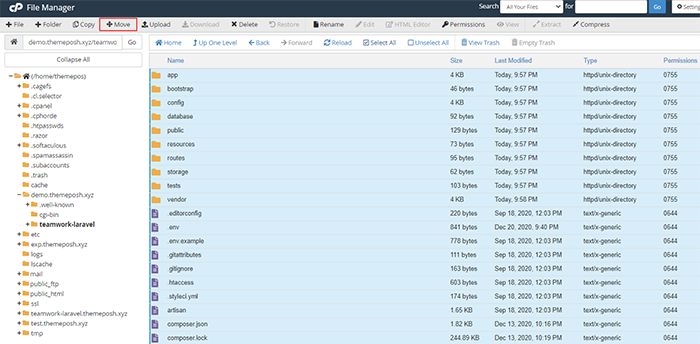 cP File Manager Search All Your Files for Go Settings
File Folder Copy Move Upload Download Delete Restore Rename Edit HTML Editor Permissions View Extract Compress
demo.themeposh.xyz/teamwo Go Home Up One Level Back Forward Reload Select All Unselect All View Trash Empty Trash
Collapse All
Name Size Last Modified Type Permissions
(/home/themepos)
.cagefs
.cl.selector
.cpanel
.cphorde
.htpasswds
.razor
.softaculous
.spamassassin
.subaccounts
.trash
cache
demo.themeposh.xyz
.well-known
cgi-bin
teamwork-laravel
etc
exp.themeposh.xyz
logs
lscache
mail
public_ftp
public_html
ssl
teamwork-laravel.themeposh.xyz
test.themeposh.xyz
tmp
app 4 KB Today, 9:57 PM httpd/unix-directory 0755
bootstrap 46 bytes Today, 9:57 PM httpd/unix-directory 0755
config 4 KB Today, 9:57 PM httpd/unix-directory 0755
database 92 bytes Today, 9:57 PM httpd/unix-directory 0755
public 129 bytes Today, 9:57 PM httpd/unix-directory 0755
resources 73 bytes Today, 9:57 PM httpd/unix-directory 0755
routes 95 bytes Today, 9:57 PM httpd/unix-directory 0755
storage 62 bytes Today, 9:57 PM httpd/unix-directory 0755
tests 103 bytes Today, 9:57 PM httpd/unix-directory 0755
vendor 4 KB Today, 9:58 PM httpd/unix-directory 0755
.editorconfig 220 bytes Sep 18, 2020, 12:03 PM text/x-generic 0644
.env 841 bytes Dec 20, 2020, 9:40 PM text/x-generic 0644
.env.example 778 bytes Sep 18, 2020, 12:03 PM text/x-generic 0644
.gitattributes 111 bytes Sep 18, 2020, 12:03 PM text/x-generic 0644
.gitignore 163 bytes Sep 18, 2020, 12:03 PM text/x-generic 0644
.htaccess 603 bytes Sep 18, 2020, 12:03 PM text/x-generic 0644
.styleci.yml 174 bytes Sep 18, 2020, 12:03 PM text/x-generic 0644
artisan 1.65 KB Sep 18, 2020, 12:03 PM text/x-generic 0644
composer.json 1.82 KB Dec 13, 2020, 10:16 PM text/x-generic 0644
composer.lock 244.89 KB Dec 13, 2020, 10:19 PM text/x-generic 0644